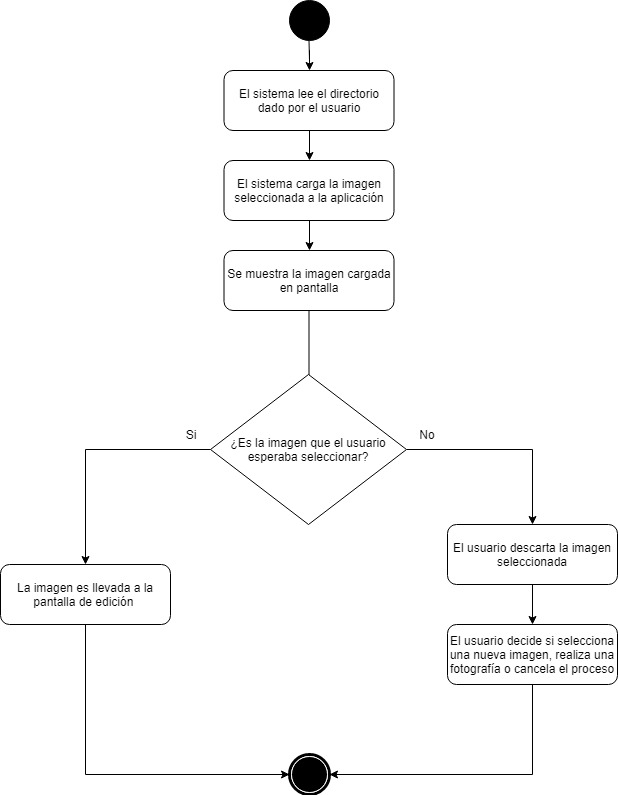 El sistema lee el directorio
dado por el usuario
El sistema carga la imagen
seleccionada a la aplicación
Se muestra la imagen cargada
en pantalla
¿Es la imagen que el usuario
esperaba seleccionar?
Si
No
La imagen es llevada a la
pantalla de edición
El usuario descarta la imagen
seleccionada
El usuario decide si selecciona
una nueva imagen, realiza una
fotografía o cancela el proceso